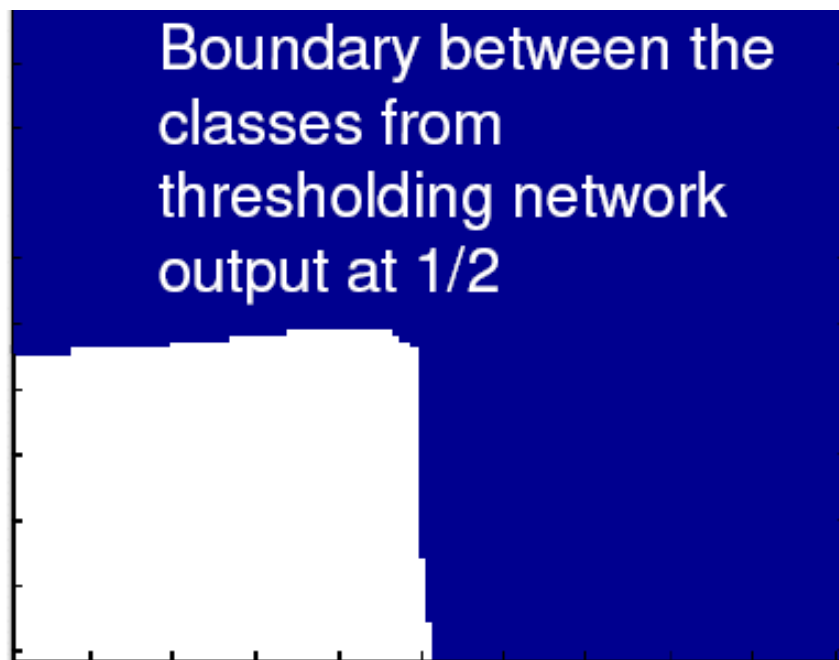 Boundary between the
classes from
thresholding network
output at 1/2